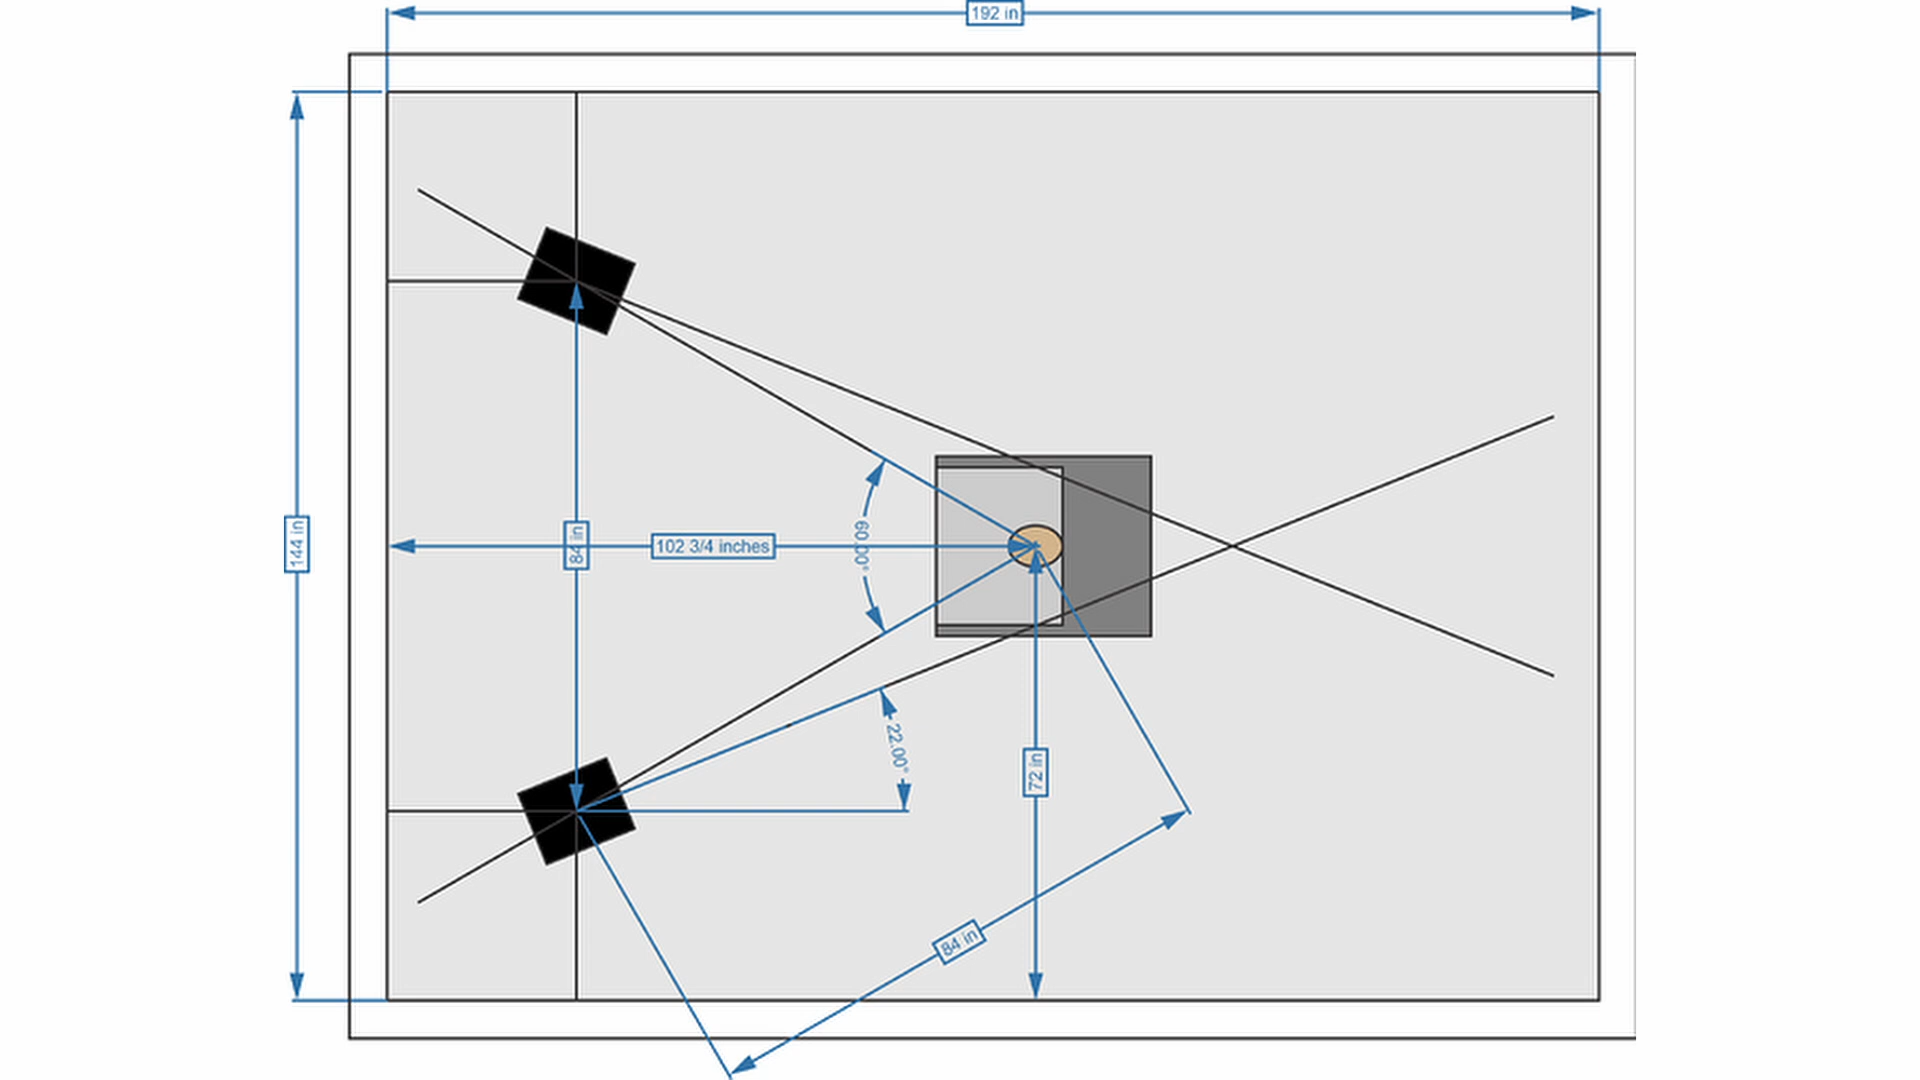 192 in
144 in
84 in
102 3/4 inches
60.00°
22.00°
72 in
84 in